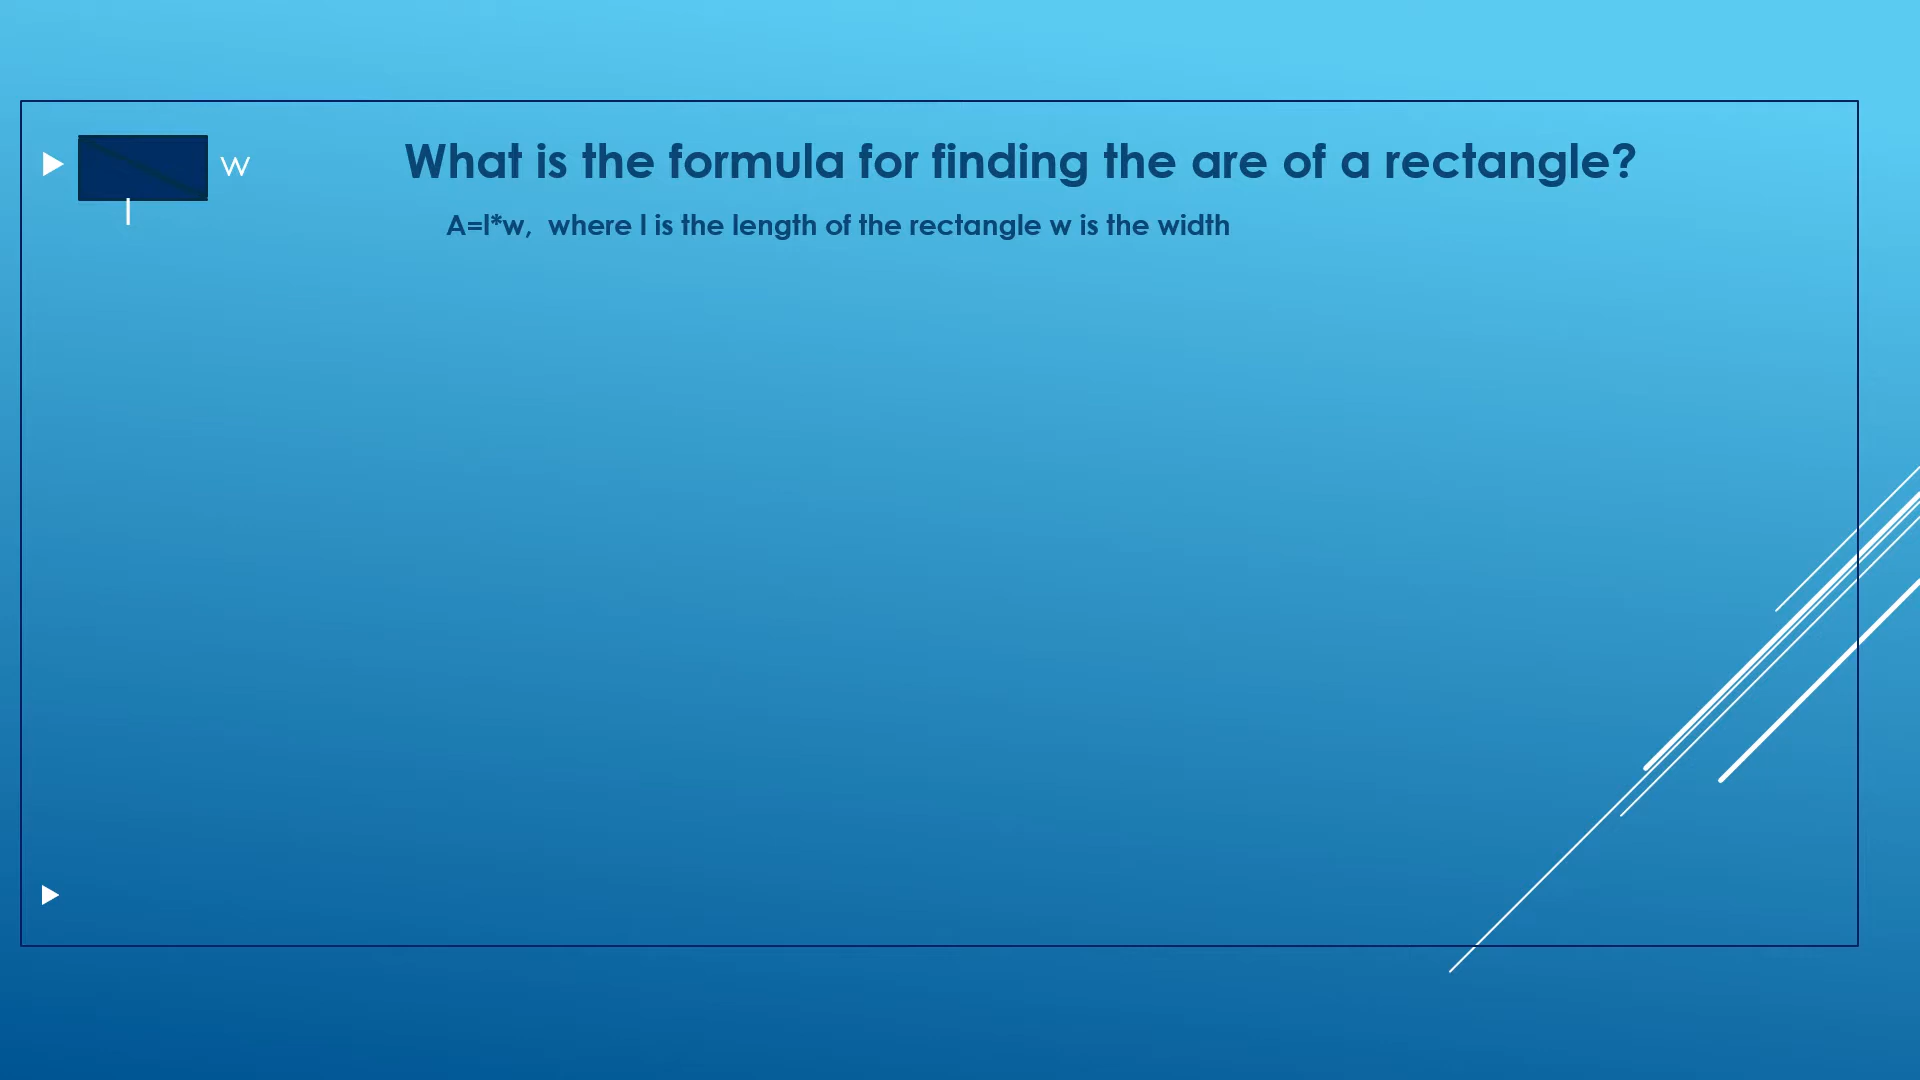 W
What is the formula for finding the are of a rectangle?
l
A=l*w, where l is the length of the rectangle w is the width